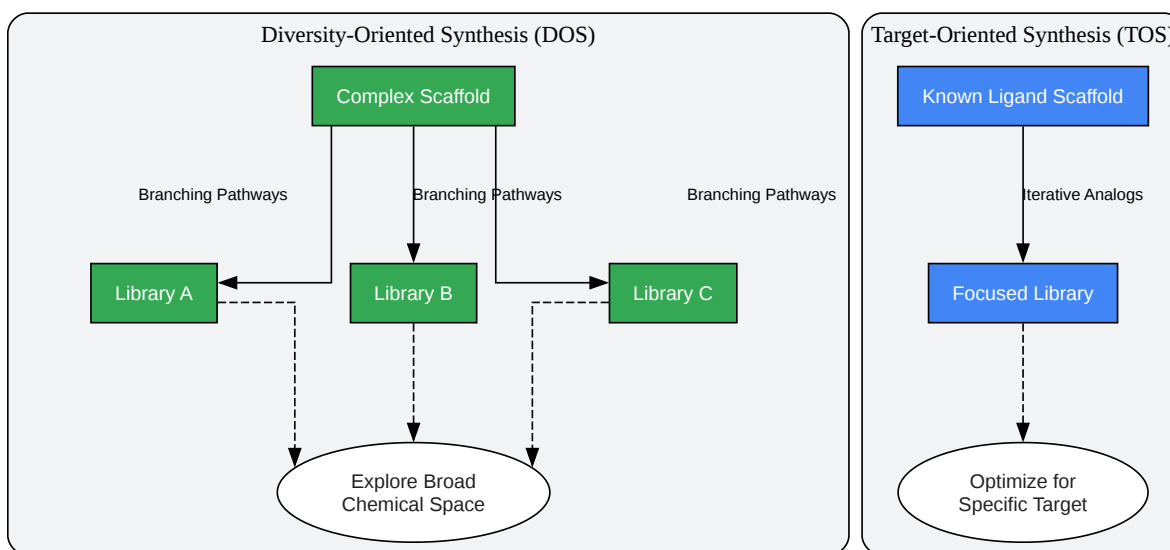 Diversity-Oriented Synthesis (DOS)
Complex Scaffold
Branching Pathways
Branching Pathways
Branching Pathways
Library A
Library B
Library C
Explore Broad
Chemical Space
Target-Oriented Synthesis (TOS)
Known Ligand Scaffold
Iterative Analogs
Focused Library
Optimize for
Specific Target